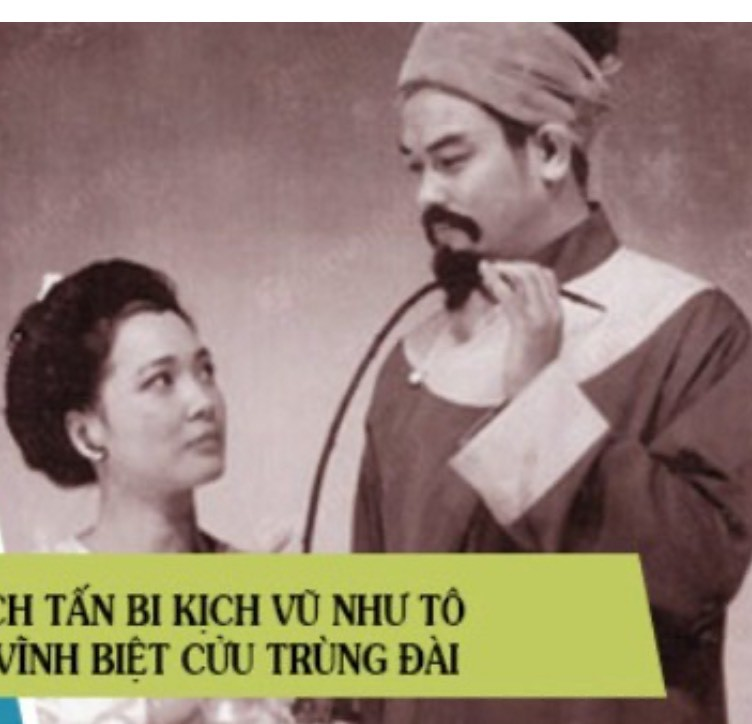 CH TẤN BI KỊCH VŨ NHƯ TÔ
VĨNH BIỆT CỬU TRÙNG ĐÀI